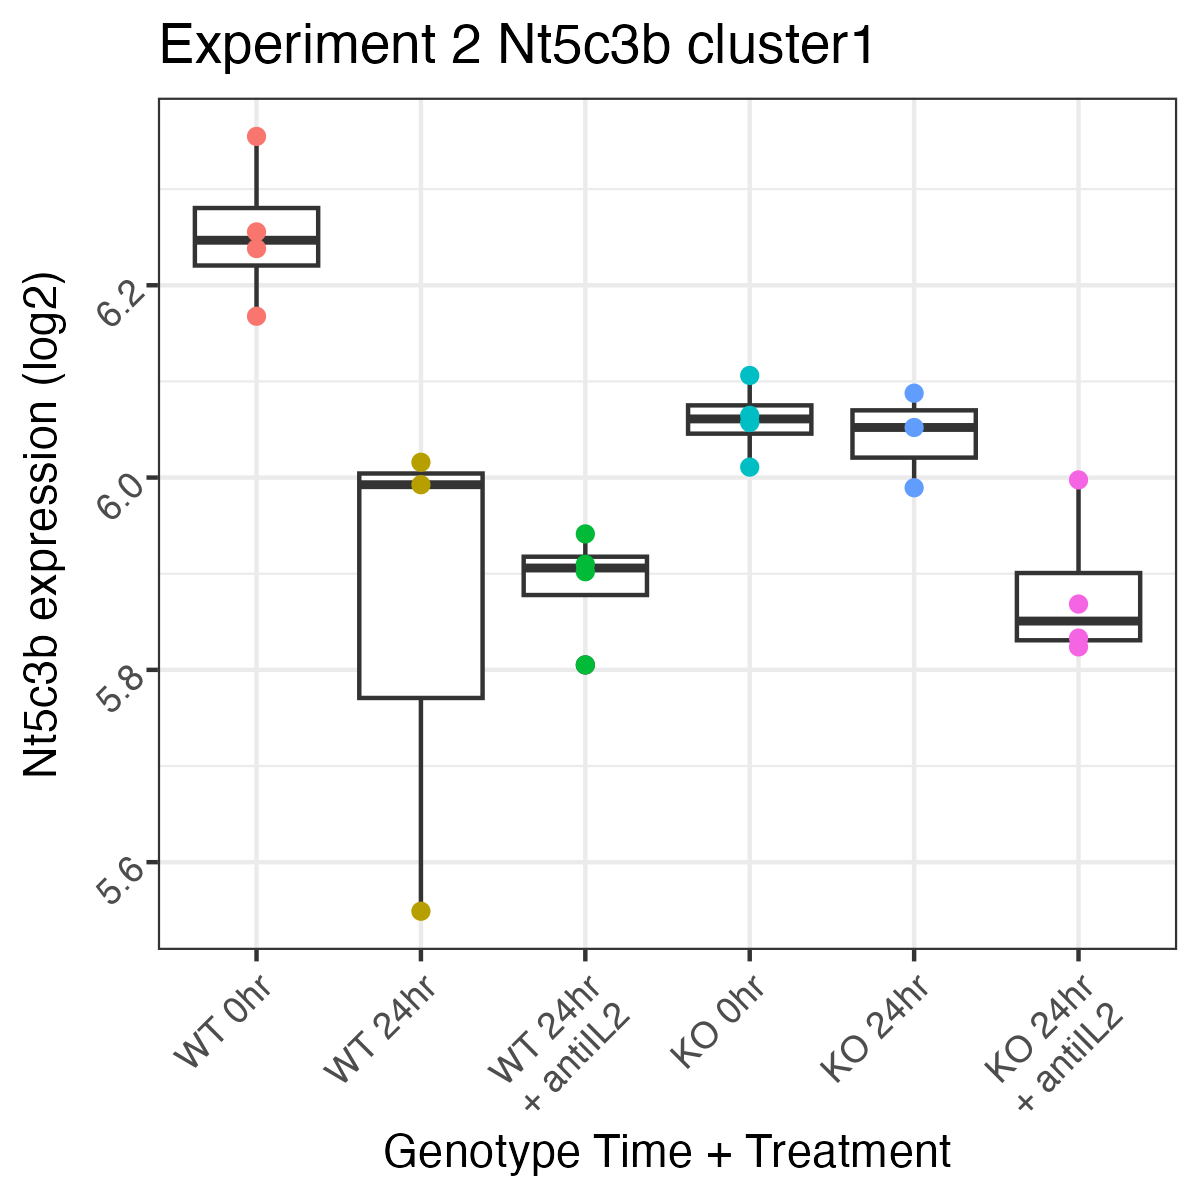 Experiment 2 Nt5c3b cluster1
Nt5c3b expression (log2)
6.2
6.0
5.8
5.6
WT 0hr
WT 24hr
WT 24hr
+ antiIL2
KO 0hr
KO 24hr
KO 24hr
+ antiIL2
Genotype Time + Treatment